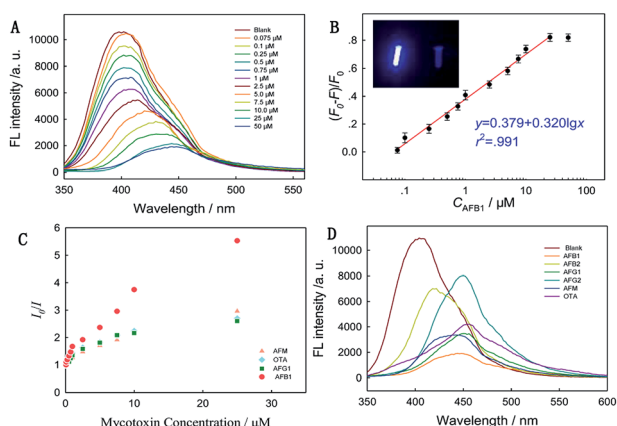 A
FL intensity /a. u.
10000
8000
6000
4000
2000
0
350
400
450
500
550
Wavelength / nm
Blank
0.075 µM
0.1 µM
0.25 µM
0.5 µM
0.75 µM
1 µM
2.5 µM
5.0 µM
7.5 µM
10.0 µM
25 µM
50 µM
B
(F0-F)/F0
.8
.6
.4
.2
0.0
.1
1
10
100
CAFB1 / µM
y=0.379+0.320lgx
r²=.991
C
I0/I
6
5
4
3
2
1
0
0
10
20
30
Mycotoxin Concentration / µM
AFM
OTA
AFG1
AFB1
D
FL intensity / a. u.
10000
8000
6000
4000
2000
0
350
400
450
500
550
600
Wavelength / nm
Blank
AFB1
AFB2
AFG1
AFG2
AFM
OTA